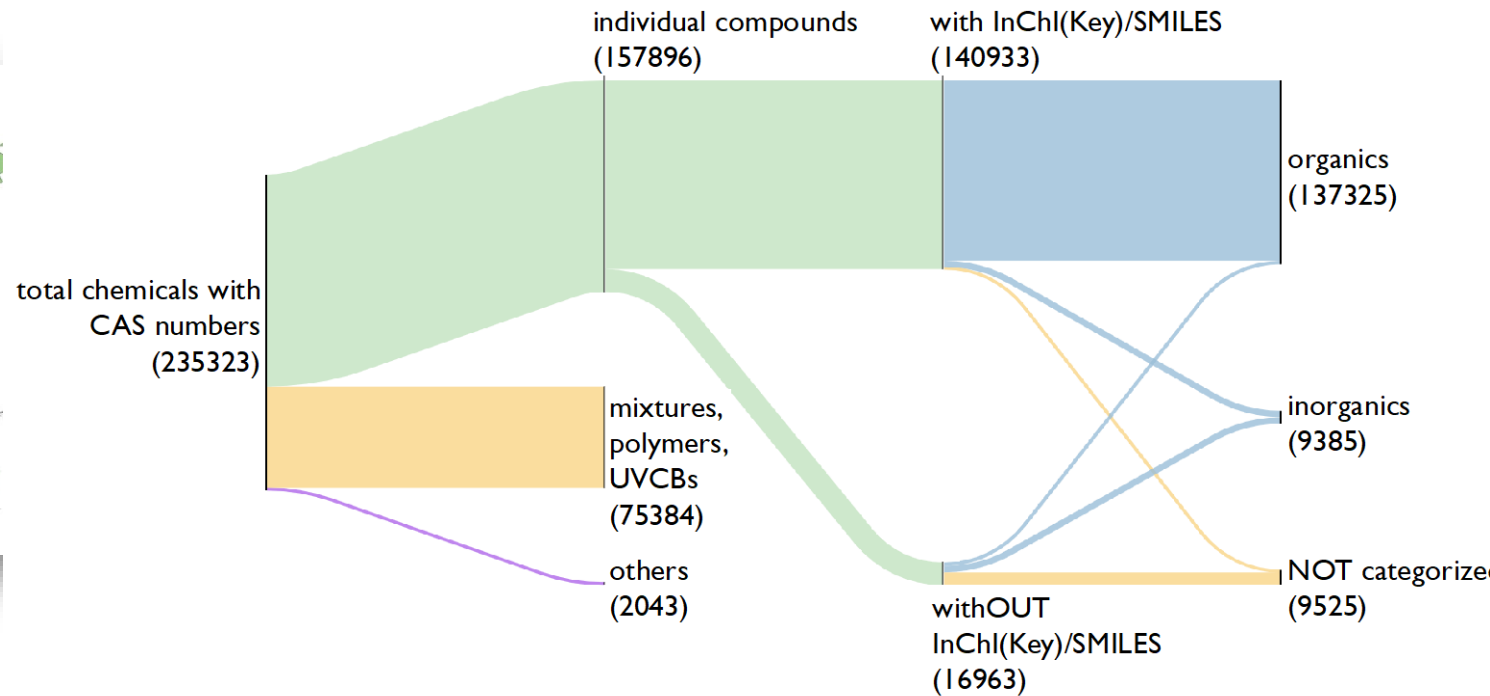 individual compounds
(157896)
with InChI(Key)/SMILES
(140933)
organics
(137325)
total chemicals with
CAS numbers
(235323)
mixtures,
polymers,
UVCBs
(75384)
inorganics
(9385)
others
(2043)
NOT categorized
(9525)
withOUT
InChI(Key)/SMILES
(16963)